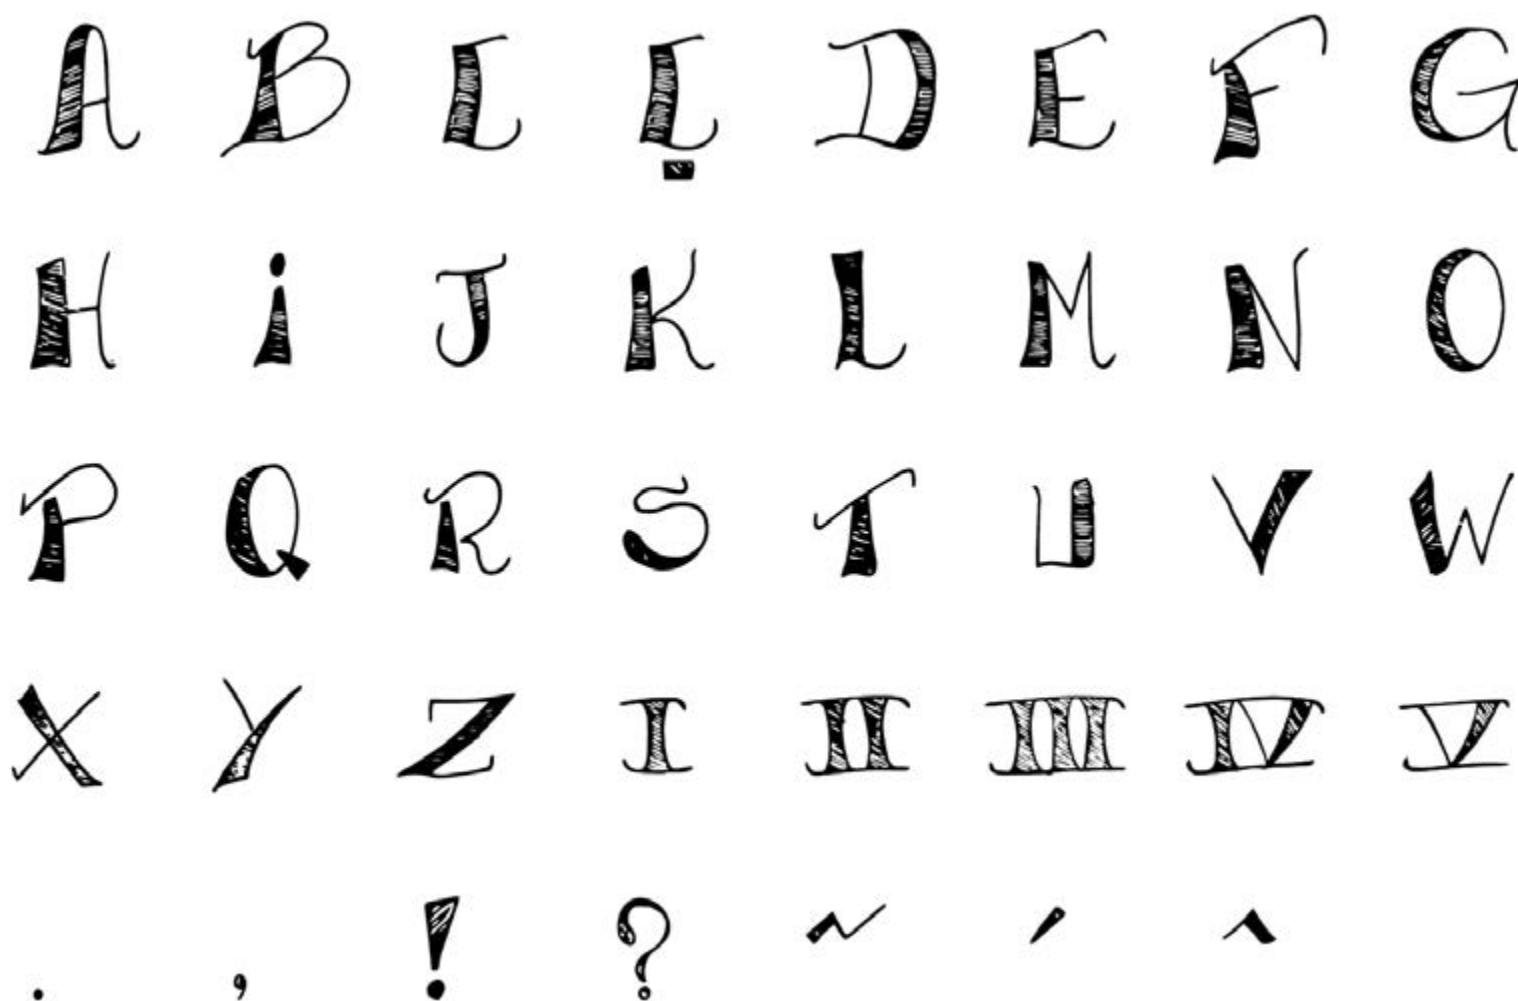 A B C Ç D E F G
H i J K L M N O
P Q R S T U V W
X Y Z I II III IV V
. , ! ? ~ ´ ^